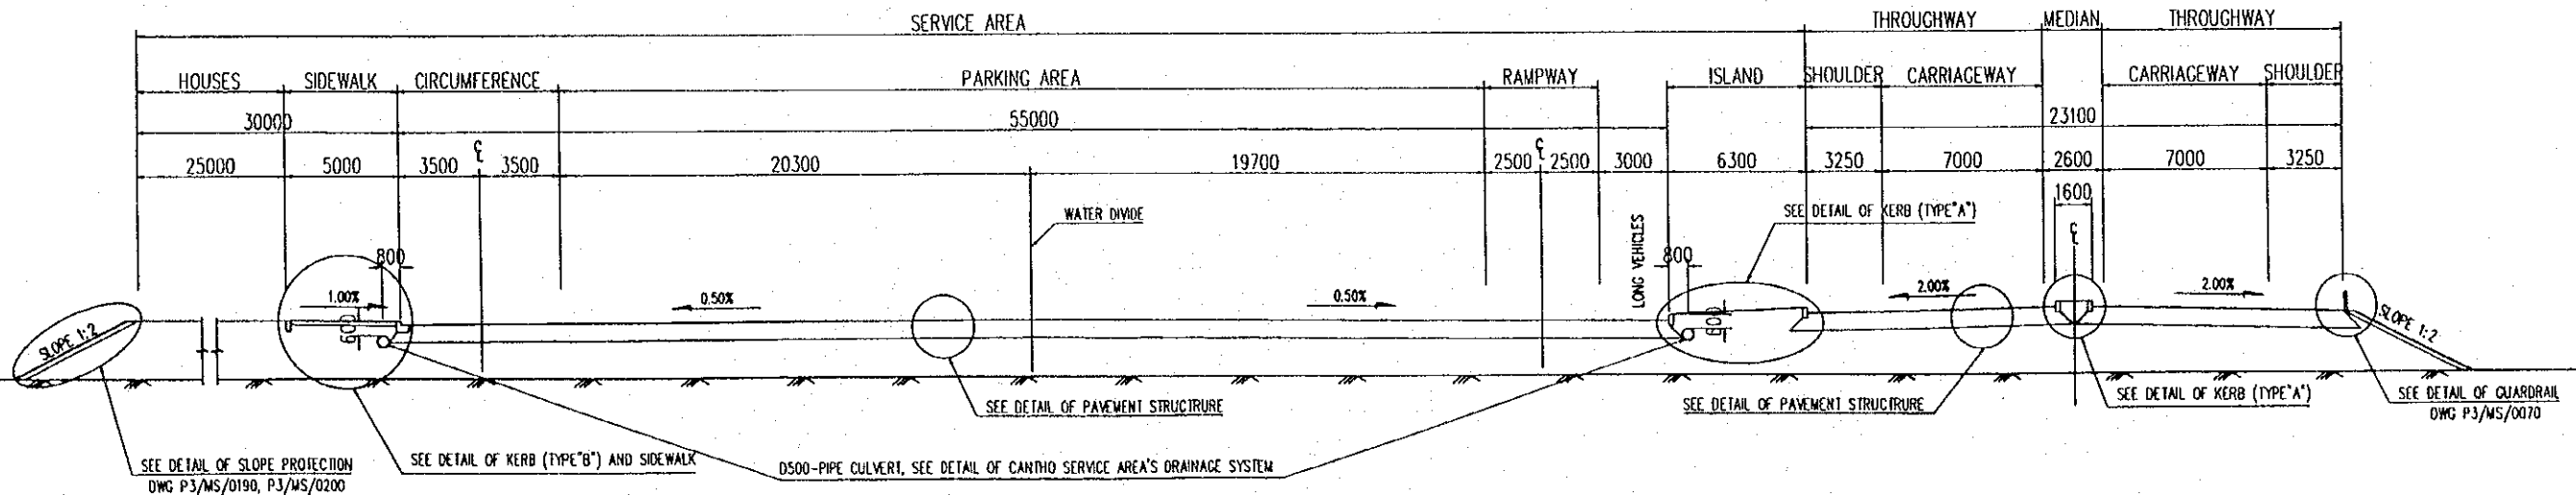 SERVICE AREA
THROUGHWAY
MEDIAN
THROUGHWAY
HOUSES
SIDEWALK
CIRCUMFERENCE
PARKING AREA
RAMPWAY
ISLAND
SHOULDER
CARRIAGEWAY
CARRIAGEWAY
SHOULDER
30000
55000
23100
25000
5000
3500
℄
3500
20300
19700
2500
℄
2500
3000
6300
3250
7000
2600
7000
3250
1600
WATER DIVIDE
LONG VEHICLES
SEE DETAIL OF KERB (TYPE"A")
℄
800
800
1.00%
0.50%
0.50%
2.00%
2.00%
600
600
SLOPE 1:2
SLOPE 1:2
SEE DETAIL OF PAVEMENT STRUCTRURE
SEE DETAIL OF PAVEMENT STRUCTRURE
SEE DETAIL OF KERB (TYPE"A")
SEE DETAIL OF GUARDRAIL
DWG P3/MS/0070
SEE DETAIL OF SLOPE PROTECTION
DWG P3/MS/0190, P3/MS/0200
SEE DETAIL OF KERB (TYPE"B") AND SIDEWALK
D500-PIPE CULVERT, SEE DETAIL OF CANTHO SERVICE AREA'S DRAINAGE SYSTEM